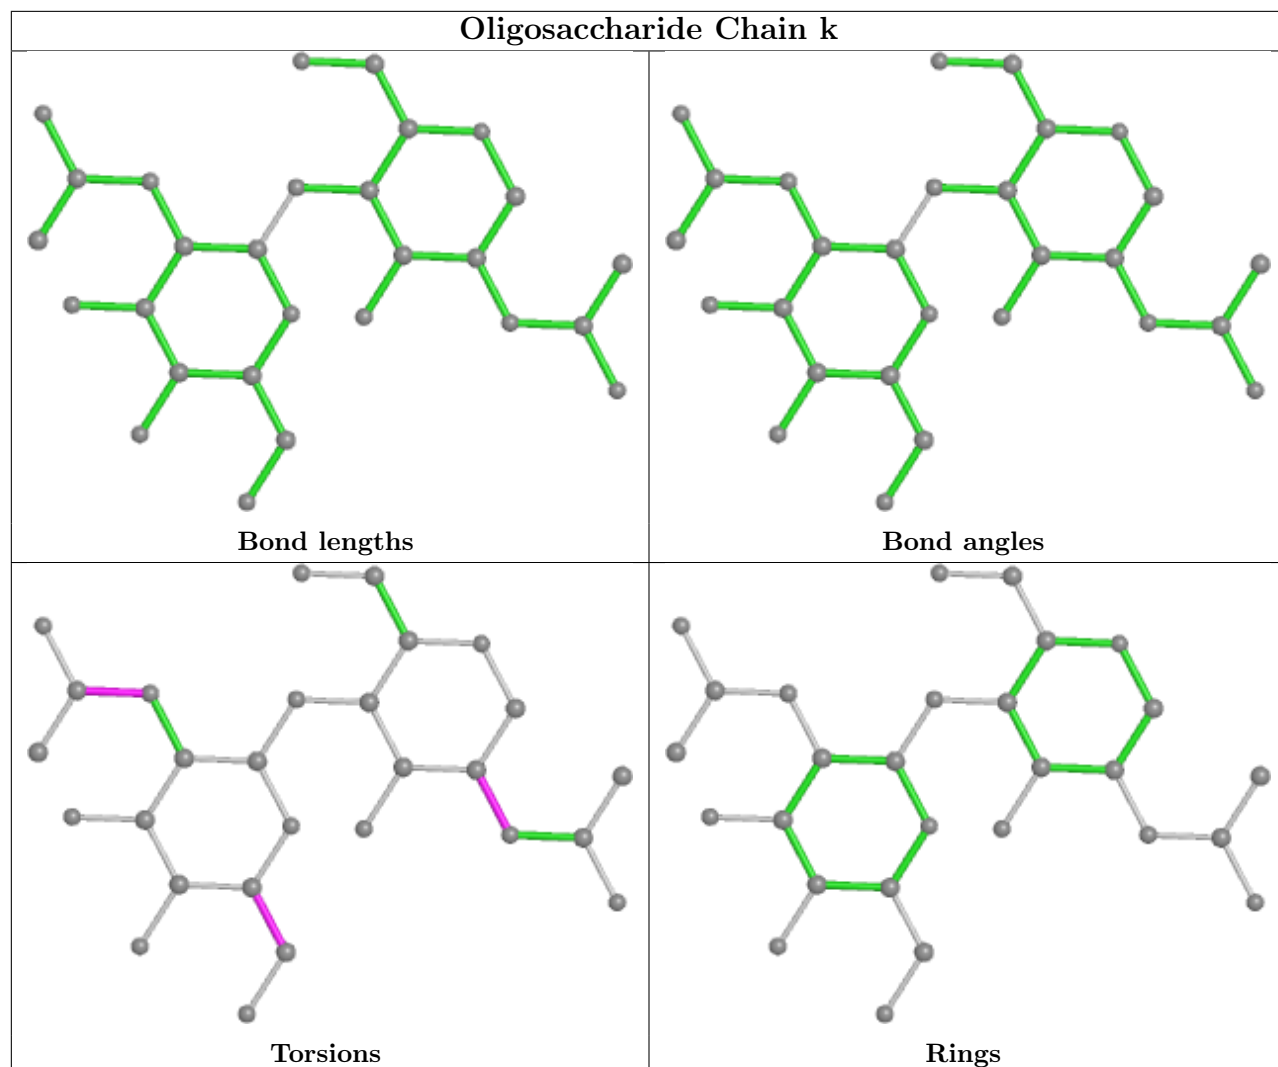 Oligosaccharide Chain k
Bond lengths
Bond angles
Torsions
Rings